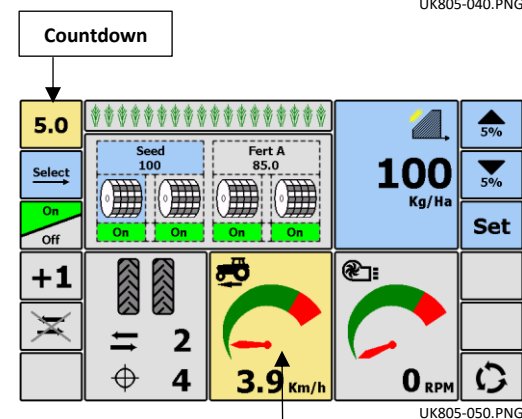 UK805-040.PNG
Countdown
5.0
5%
Seed
100
Fert A
85.0
Select
100
Kg/Ha
5%
On
Off
On
On
On
On
Set
+1
2
4
3.9 Km/h
0 RPM
UK805-050.PNG